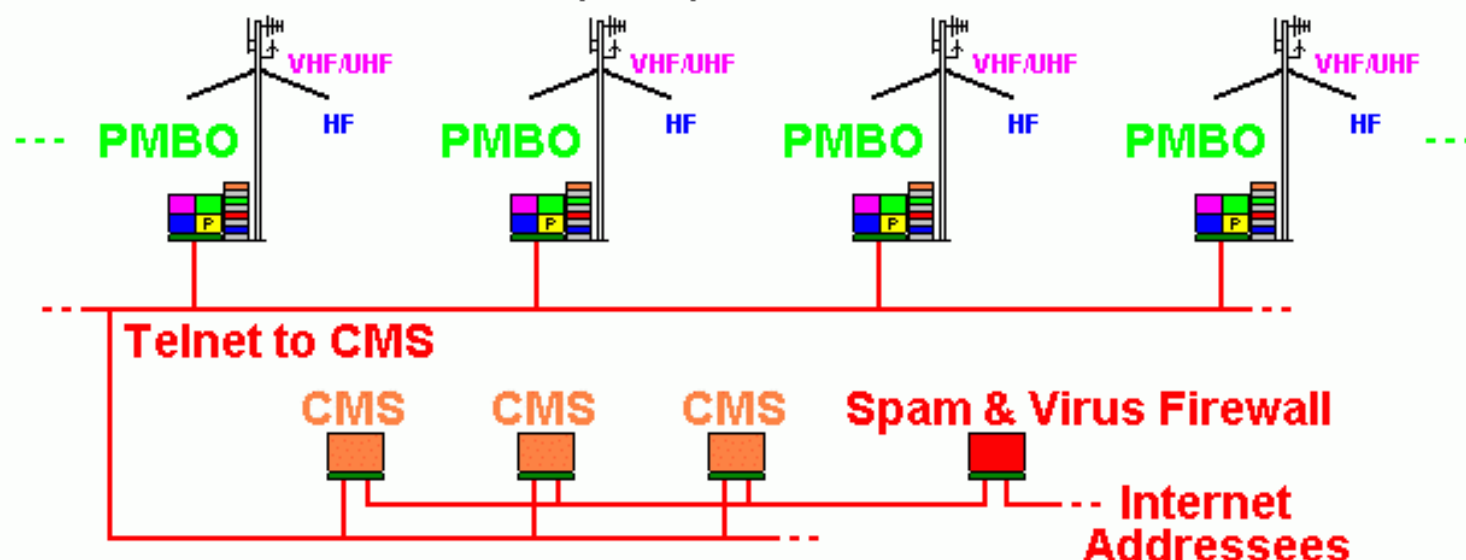 VHF/UHF VHF/UHF VHF/UHF VHF/UHF
HF HF HF HF
PMBO PMBO PMBO PMBO
P P P P
Telnet to CMS
CMS CMS CMS Spam & Virus Firewall
Internet
Addressees